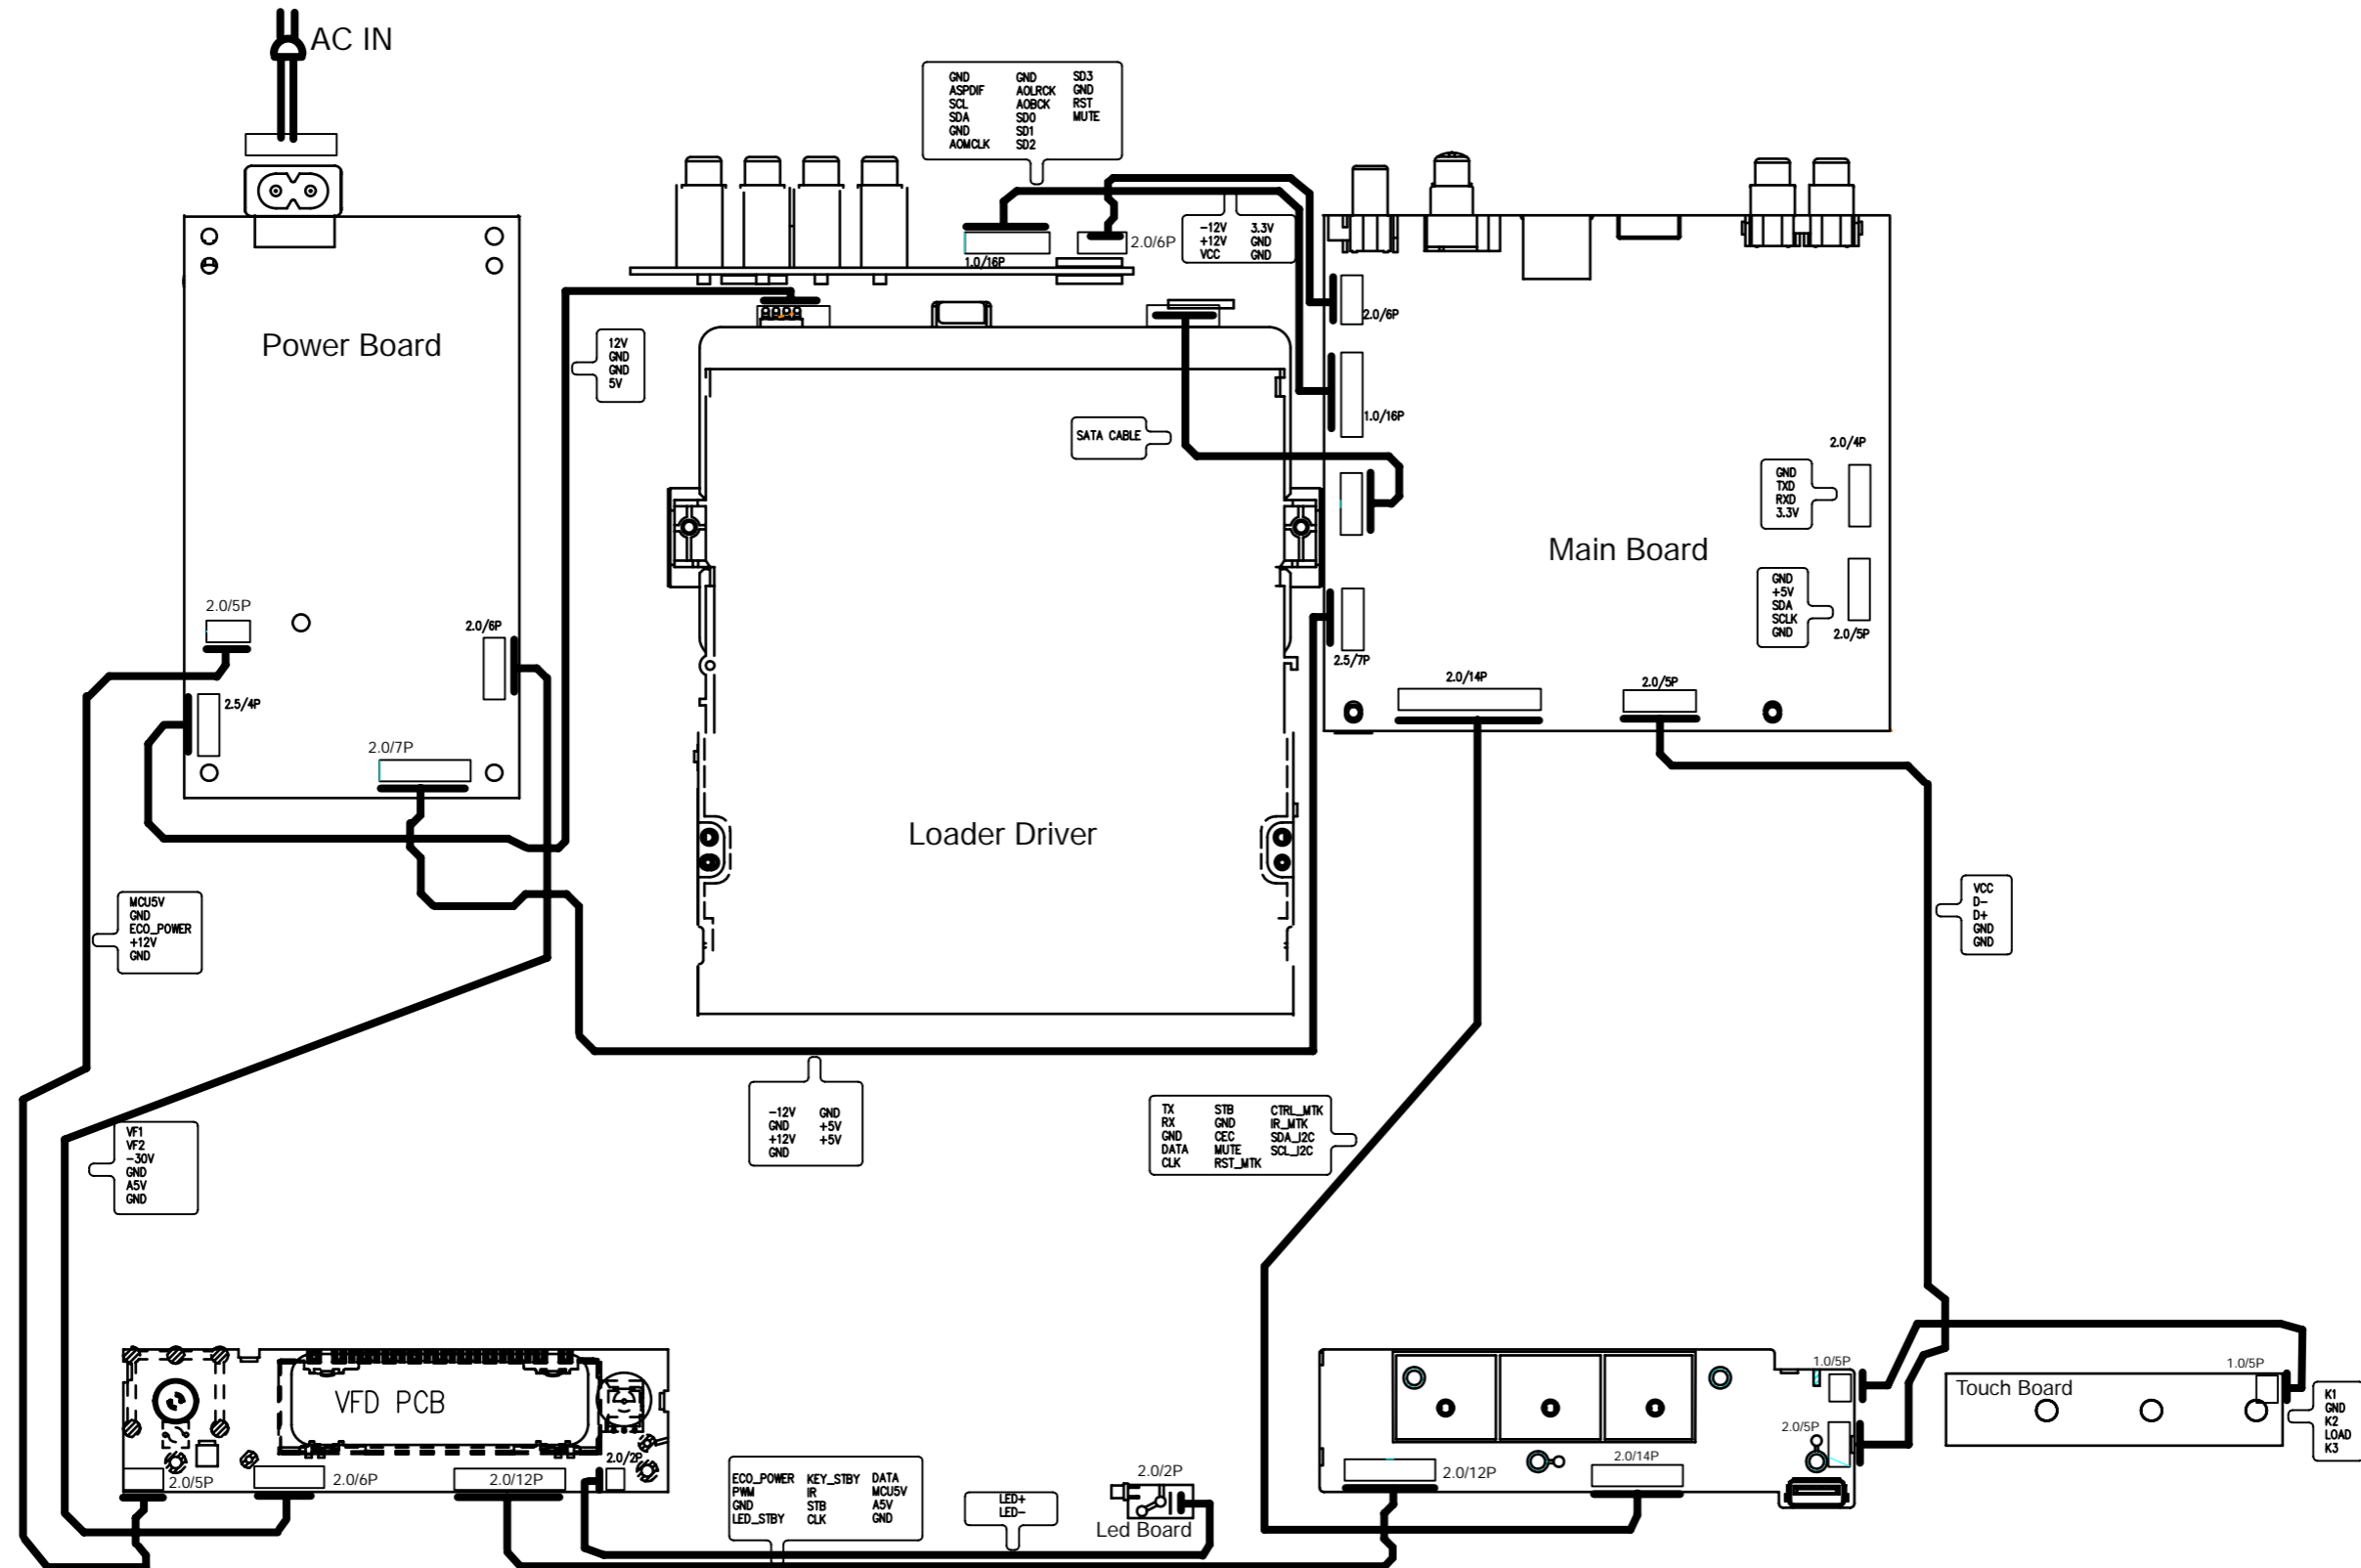 AC IN
GND GND SD3
ASPDIF AOLRCK GND
SCL AOBCK RST
SDA SD0 MUTE
GND SD1
AOMCLK SD2
2.0/6P
1.0/16P
-12V 3.3V
+12V GND
VCC GND
2.0/6P
Power Board
12V
GND
GND
5V
1.0/16P
SATA CABLE
2.0/4P
GND
TXD
RXD
3.3V
Main Board
GND
+5V
SDA
SCLK
GND
2.0/5P
2.0/5P
2.0/6P
2.5/7P
2.0/14P
2.0/5P
2.5/4P
2.0/7P
Loader Driver
MCU5V
GND
ECO_POWER
+12V
GND
VCC
D-
D+
GND
GND
-12V GND
GND +5V
+12V +5V
GND
TX STB CTRL_MTK
RX GND IR_MTK
GND CEC SDA_I2C
DATA MUTE SCL_I2C
CLK RST_MTK
VF1
VF2
-30V
GND
A5V
GND
VFD PCB
2.0/5P
2.0/6P
2.0/12P
2.0/2P
ECO_POWER KEY_STBY DATA
PWM IR MCU5V
GND STB A5V
LED_STBY CLK GND
LED+
LED-
2.0/2P
Led Board
1.0/5P
2.0/5P
2.0/12P
2.0/14P
1.0/5P
Touch Board
K1
GND
K2
LOAD
K3